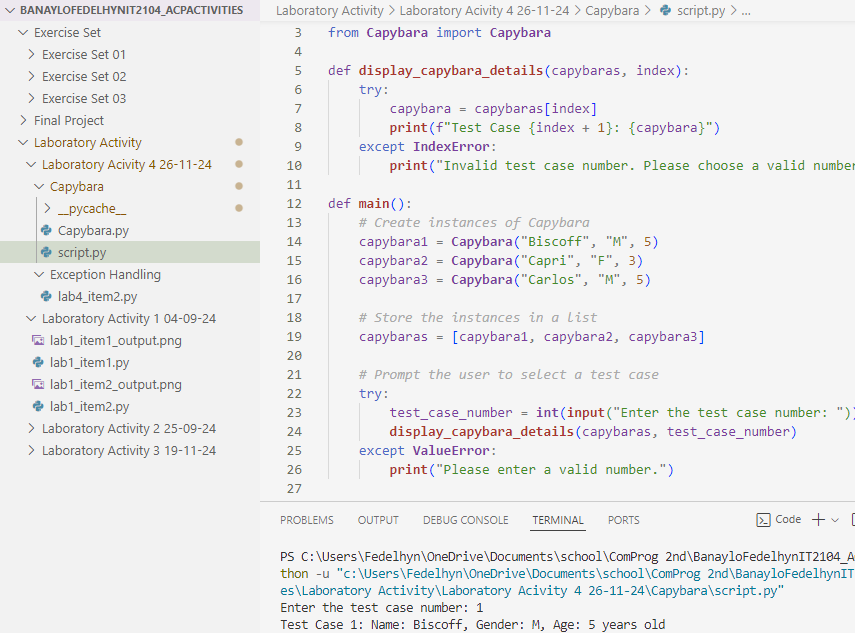 BANAYLOFEDELHYNIT2104_ACPACTIVITIES
Exercise Set
Exercise Set 01
Exercise Set 02
Exercise Set 03
Final Project
Laboratory Activity
Laboratory Acivity 4 26-11-24
Capybara
__pycache__
Capybara.py
script.py
Exception Handling
lab4_item2.py
Laboratory Activity 1 04-09-24
lab1_item1_output.png
lab1_item1.py
lab1_item2_output.png
lab1_item2.py
Laboratory Activity 2 25-09-24
Laboratory Activity 3 19-11-24
Laboratory Activity > Laboratory Acivity 4 26-11-24 > Capybara > script.py > ...
3 from Capybara import Capybara
4
5 def display_capybara_details(capybaras, index):
6     try:
7         capybara = capybaras[index]
8         print(f"Test Case {index + 1}: {capybara}")
9     except IndexError:
10         print("Invalid test case number. Please choose a valid number
11
12 def main():
13     # Create instances of Capybara
14     capybara1 = Capybara("Biscoff", "M", 5)
15     capybara2 = Capybara("Capri", "F", 3)
16     capybara3 = Capybara("Carlos", "M", 5)
17
18     # Store the instances in a list
19     capybaras = [capybara1, capybara2, capybara3]
20
21     # Prompt the user to select a test case
22     try:
23         test_case_number = int(input("Enter the test case number: "))
24         display_capybara_details(capybaras, test_case_number)
25     except ValueError:
26         print("Please enter a valid number.")
27
PROBLEMS OUTPUT DEBUG CONSOLE TERMINAL PORTS Code
PS C:\Users\Fedelhyn\OneDrive\Documents\school\ComProg 2nd\BanayloFedelhynIT2104_A
thon -u "c:\Users\Fedelhyn\OneDrive\Documents\school\ComProg 2nd\BanayloFedelhynIT
es\Laboratory Activity\Laboratory Acivity 4 26-11-24\Capybara\script.py"
Enter the test case number: 1
Test Case 1: Name: Biscoff, Gender: M, Age: 5 years old